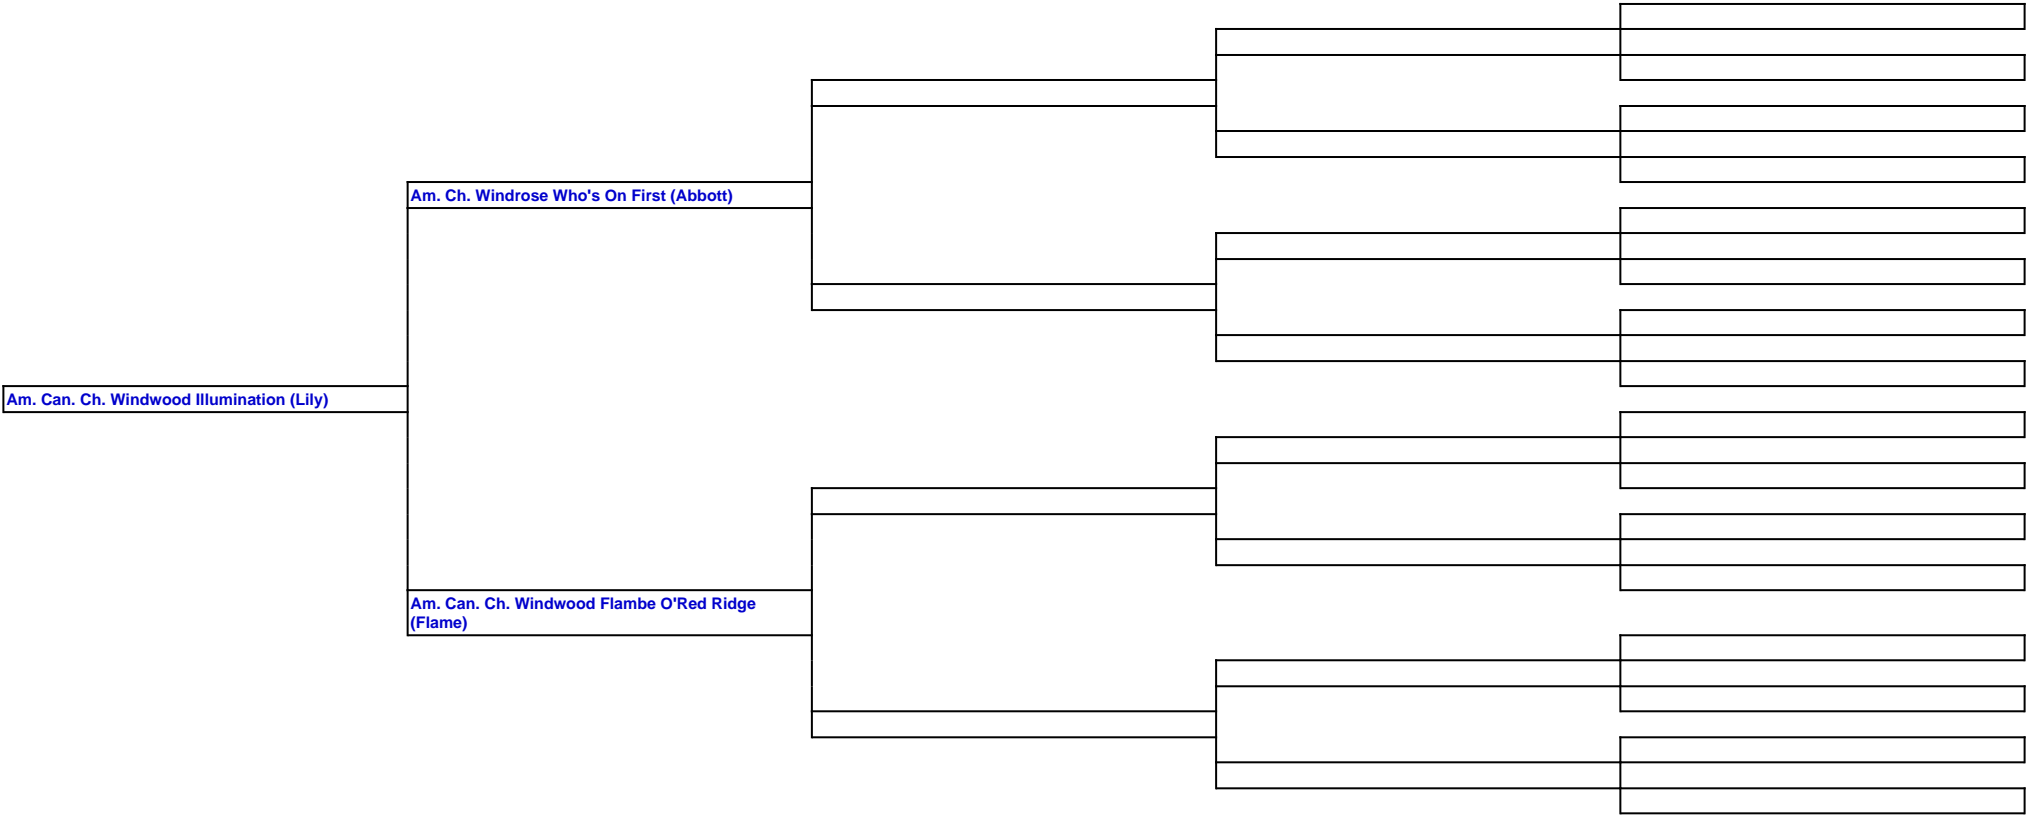 Am. Ch. Windrose Who's On First (Abbott)
Am. Can. Ch. Windwood Illumination (Lily)
Am. Can. Ch. Windwood Flambe O'Red Ridge
(Flame)